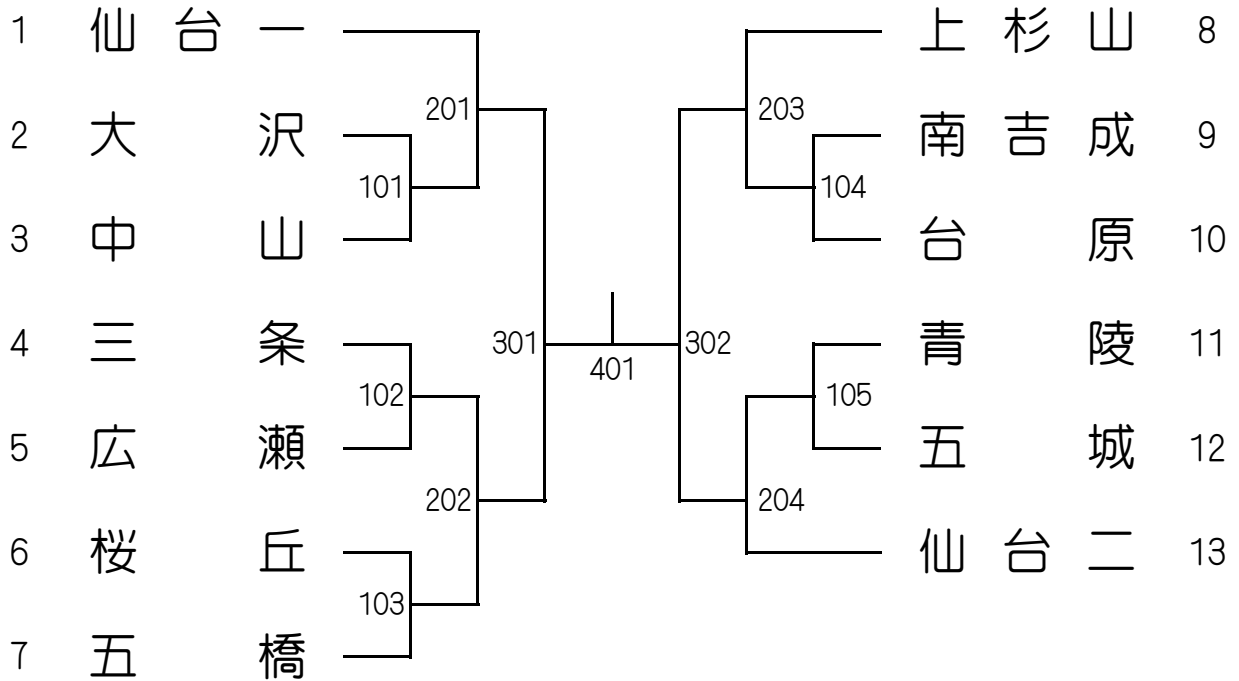 1 仙台一
2 大沢
3 中山
4 三条
5 広瀬
6 桜丘
7 五橋
201
101
102
202
103
301
401
302
203
104
105
204
上杉山 8
南吉成 9
台原 10
青陵 11
五城 12
仙台二 13